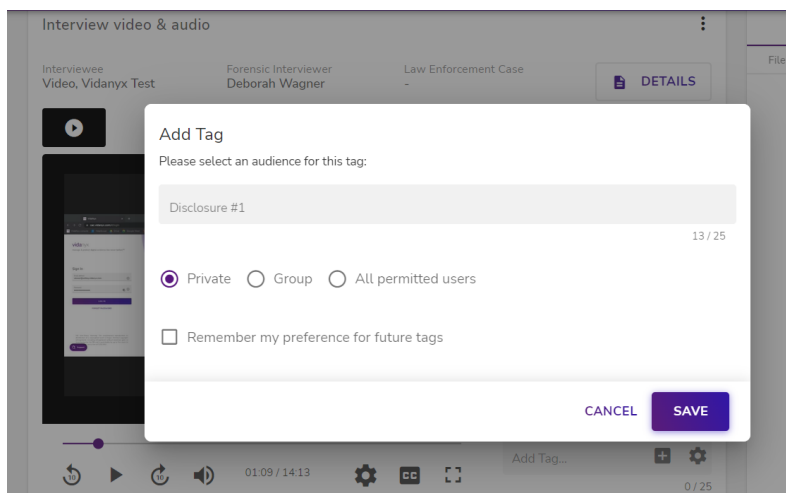 Interview video & audio
File
Interviewee
Forensic Interviewer
Law Enforcement Case
Video, Vidanyx Test
Deborah Wagner
-
DETAILS
Add Tag
Please select an audience for this tag:
Disclosure #1
13 / 25
Private
Group
All permitted users
Remember my preference for future tags
CANCEL
SAVE
10
10
01:09 / 14:13
CC
Add Tag...
0 / 25